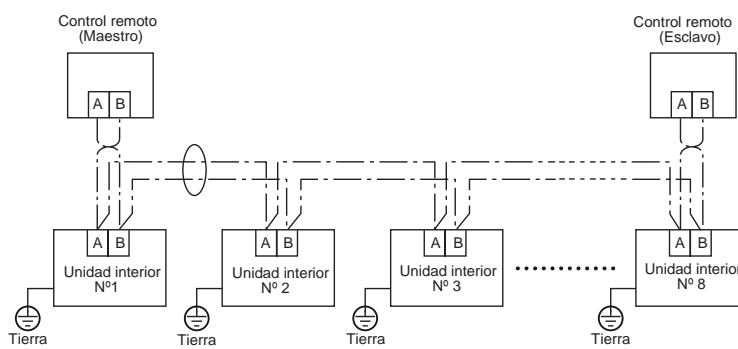 Control remoto
(Maestro)
Control remoto
(Esclavo)
A B
A B
A B
Unidad interior
Nº1
A B
Unidad interior
Nº 2
A B
Unidad interior
Nº 3
A B
Unidad interior
Nº 8
Tierra
Tierra
Tierra
Tierra